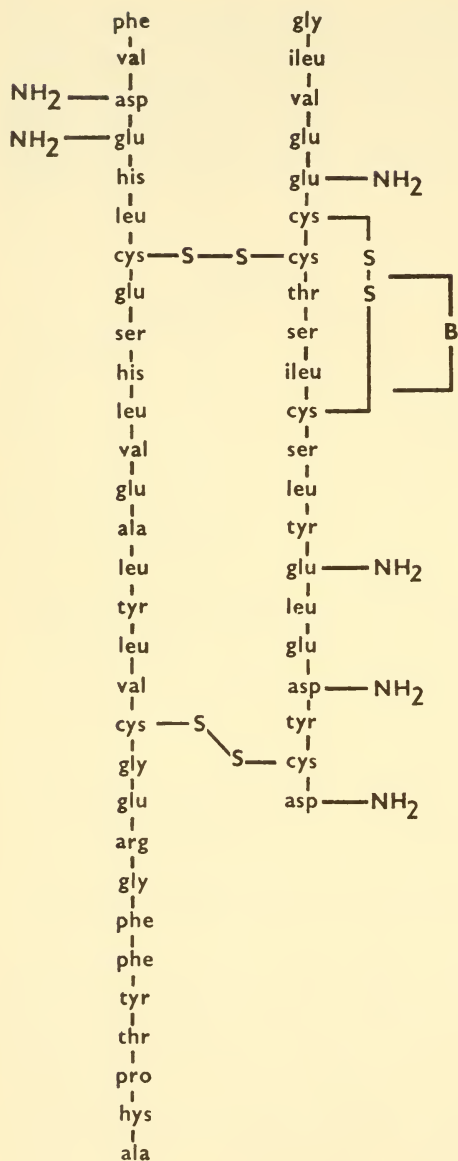 phe gly
val ileu
NH₂—asp val
NH₂—glu glu
his glu—NH₂
leu cys
cys—S—S—cys S
glu thr S
ser ser B
his ileu
leu cys
val ser
glu leu
ala tyr
leu glu—NH₂
tyr leu
leu glu
val asp—NH₂
cys—S tyr
gly S—cys
glu asp—NH₂
arg
gly
phe
phe
tyr
thr
pro
hys
ala